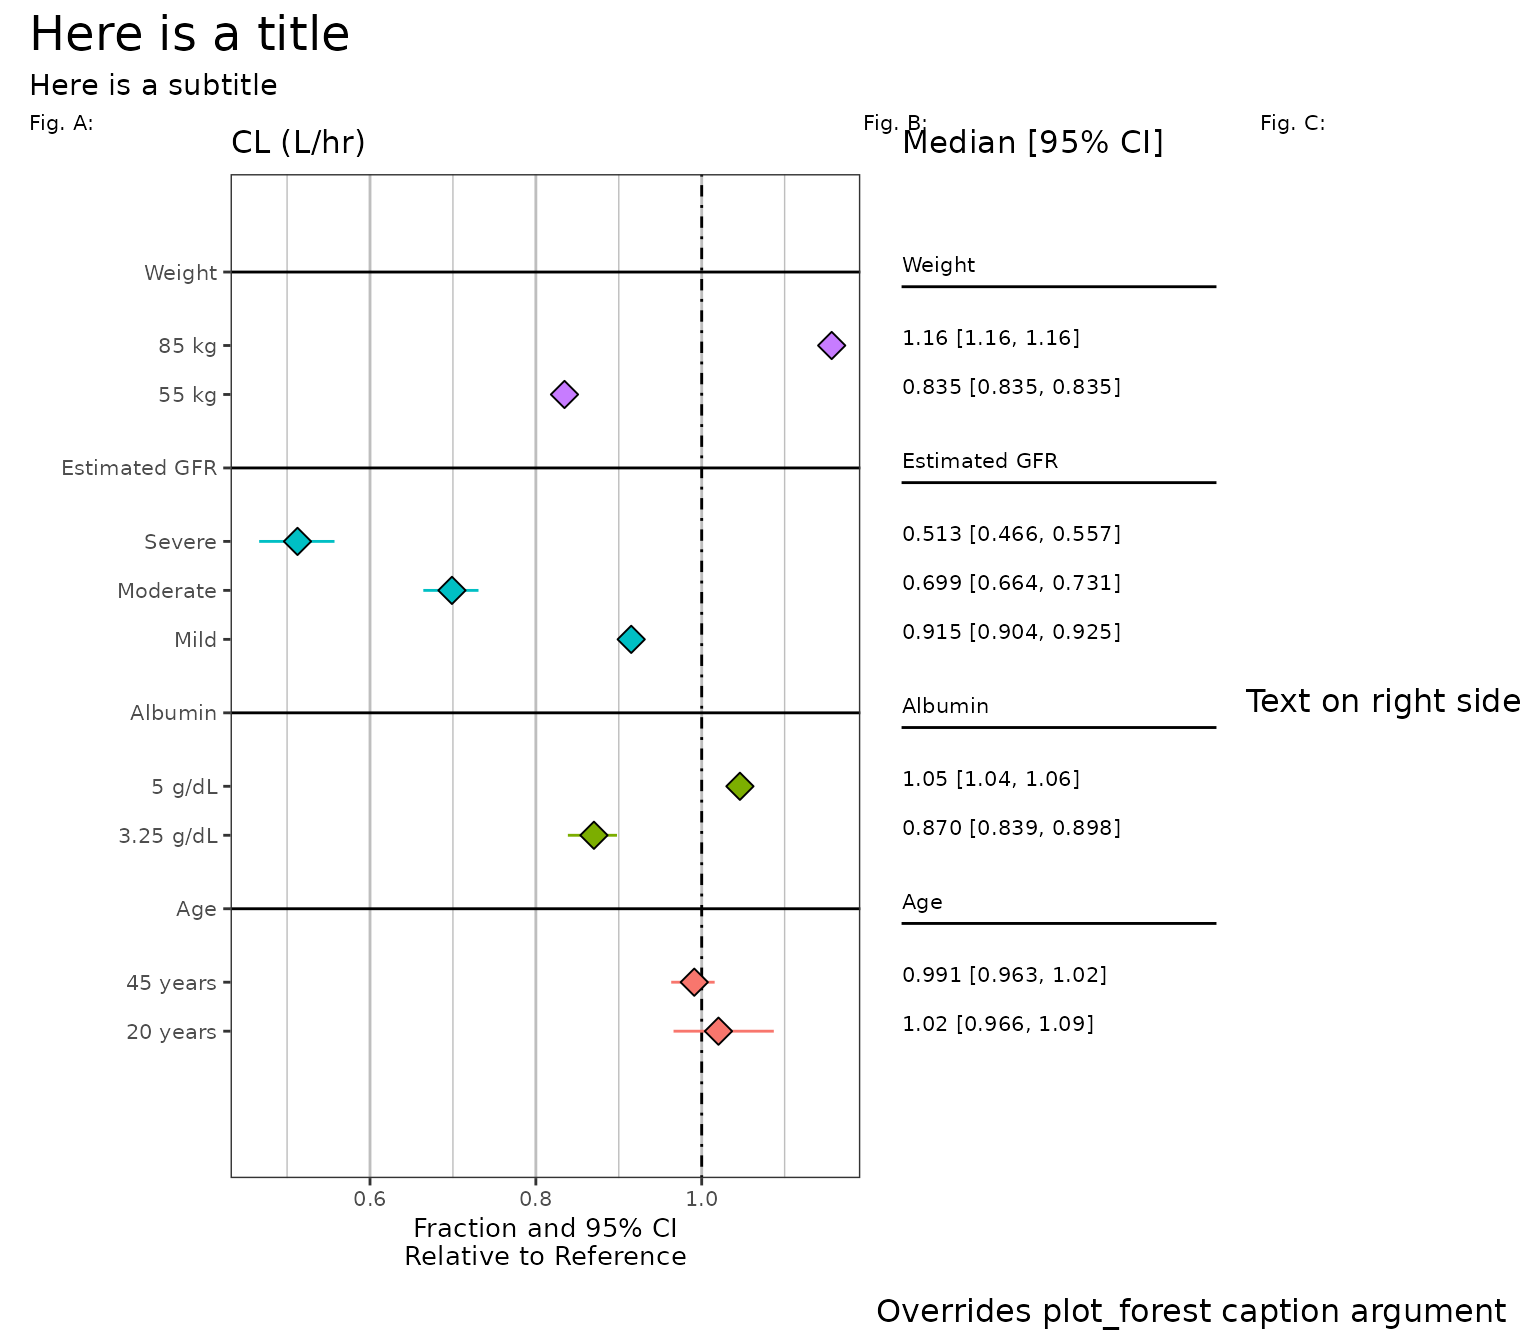 Here is a title
Here is a subtitle
Fig. A:
CL (L/hr)
Weight
85 kg
55 kg
Estimated GFR
Severe
Moderate
Mild
Albumin
5 g/dL
3.25 g/dL
Age
45 years
20 years
0.6 0.8 1.0
Fraction and 95% CI
Relative to Reference
Fig. B:
Median [95% CI]
Weight
1.16 [1.16, 1.16]
0.835 [0.835, 0.835]
Estimated GFR
0.513 [0.466, 0.557]
0.699 [0.664, 0.731]
0.915 [0.904, 0.925]
Albumin
1.05 [1.04, 1.06]
0.870 [0.839, 0.898]
Age
0.991 [0.963, 1.02]
1.02 [0.966, 1.09]
Fig. C:
Text on right side
Overrides plot_forest caption argument